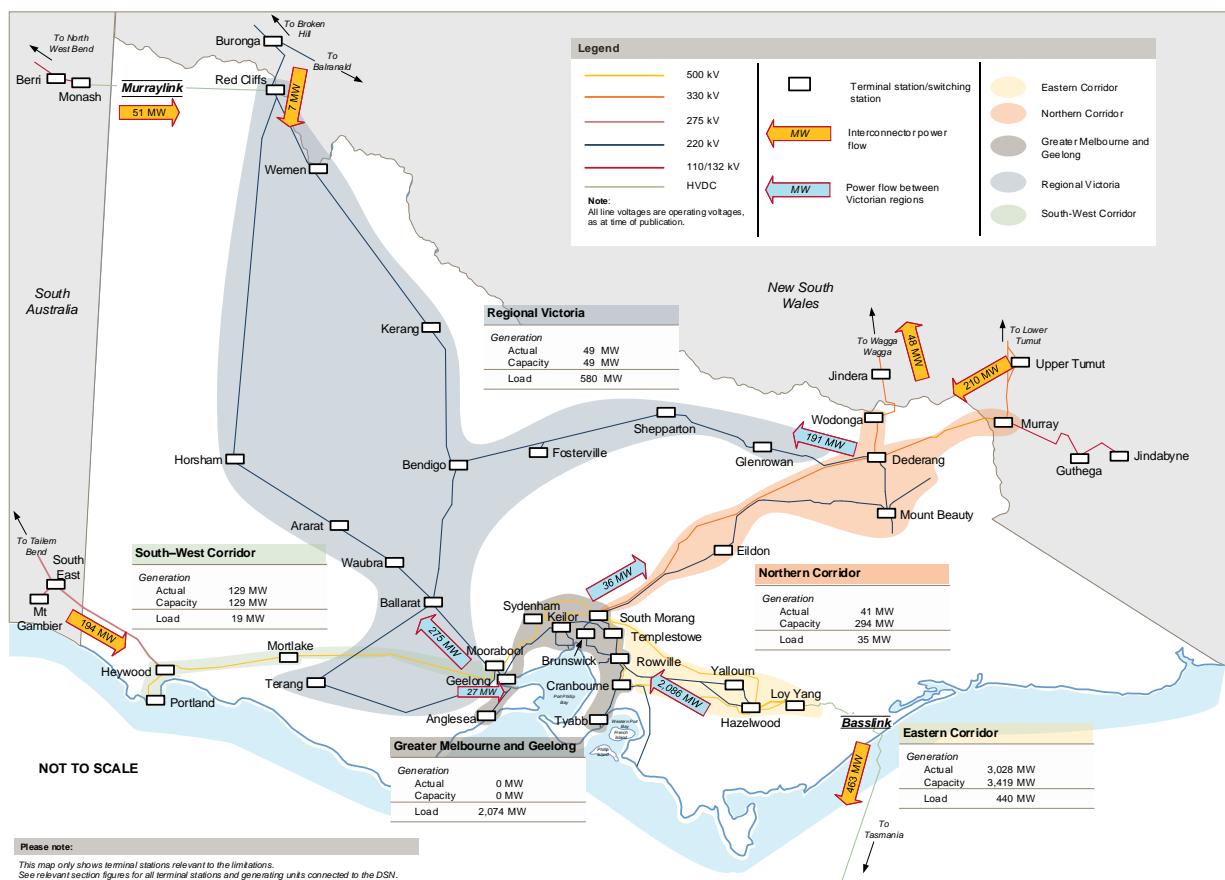 To Broken
Hill
To North
West Bend
Buronga
To
Balranald
Berri
Monash
Murraylink
Red Cliffs
51 MW
7 MW
Wemen
Legend
500 kV
330 kV
275 kV
220 kV
110/132 kV
HVDC
Note:
All line voltages are operating voltages,
as at time of publication.
Terminal station/switching
station
MW
Interconnector power
flow
MW
Power flow between
Victorian regions
Eastern Corridor
Northern Corridor
Greater Melbourne and
Geelong
Regional Victoria
South-West Corridor
South
Australia
New South
Wales
Kerang
Regional Victoria
Generation
Actual 49 MW
Capacity 49 MW
Load 580 MW
To Wagga
Wagga
48 MW
To Lower
Tumut
Jindera
210 MW
Upper Tumut
Wodonga
Murray
Shepparton
191 MW
Horsham
Bendigo
Fosterville
Glenrowan
Dederang
Guthega
Jindabyne
Ararat
Mount Beauty
To Tailem
Bend
South
East
Mt
Gambier
194 MW
South–West Corridor
Generation
Actual 129 MW
Capacity 129 MW
Load 19 MW
Waubra
Eildon
Ballarat
36 MW
Northern Corridor
Generation
Actual 41 MW
Capacity 294 MW
Load 35 MW
Sydenham
Keilor
South Morang
Templestowe
275 MW
Mortlake
Moorabool
Brunswick
Rowville
Heywood
Yallourn
Terang
Geelong
27 MW
Port Phillip
Bay
Cranbourne
2,086 MW
Loy Yang
Portland
Anglesea
Tyabb
Western Port
Bay
French
Island
Phillip
Island
Hazelwood
Basslink
Greater Melbourne and Geelong
Generation
Actual 0 MW
Capacity 0 MW
Load 2,074 MW
463 MW
Eastern Corridor
Generation
Actual 3,028 MW
Capacity 3,419 MW
Load 440 MW
To
Tasmania
NOT TO SCALE
Please note:
This map only shows terminal stations relevant to the limitations.
See relevant section figures for all terminal stations and generating units connected to the DSN.